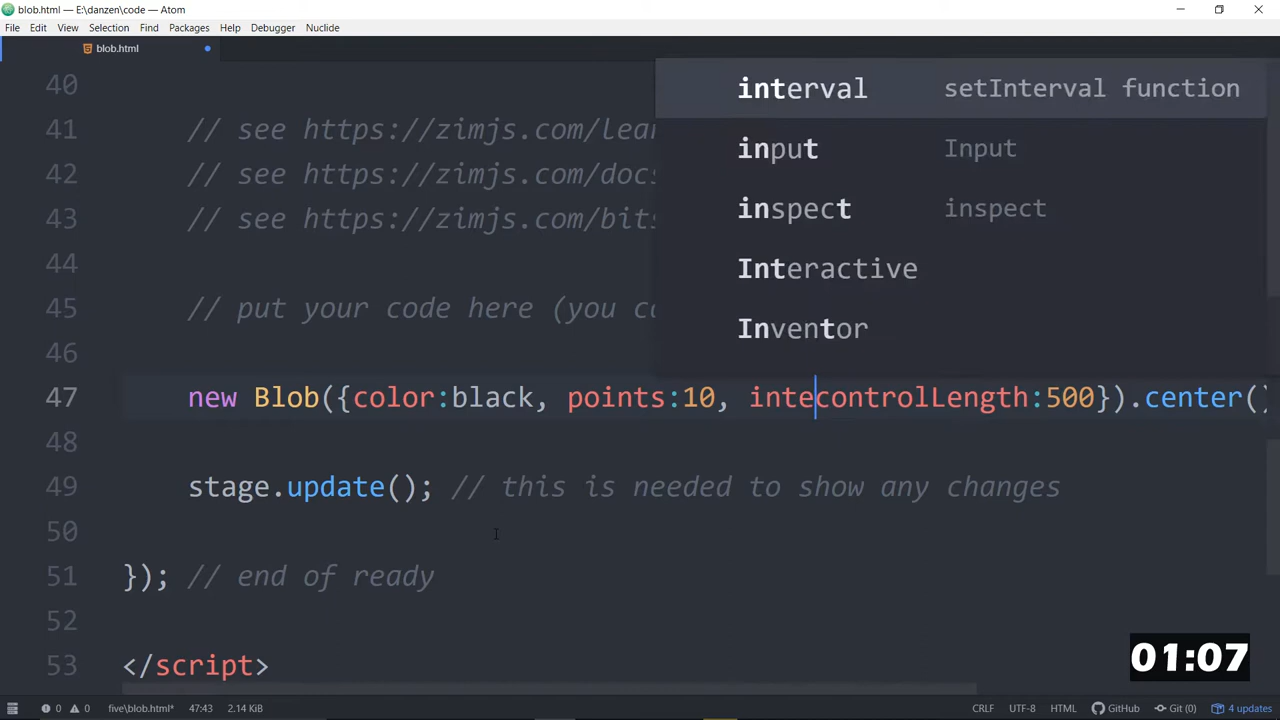 blob.html — E:\danzen\code — Atom
File Edit View Selection Find Packages Help Debugger Nuclide
blob.html
40
41 // see https://zimjs.com/lear
42 // see https://zimjs.com/docs
43 // see https://zimjs.com/bits
44
45 // put your code here (you co
46
47 new Blob({color:black, points:10, intecontrolLength:500}).center()
48
49 stage.update(); // this is needed to show any changes
50
51 }); // end of ready
52
53 </script>
interval setInterval function
input Input
inspect inspect
Interactive
Inventor
01:07
0 0 five\blob.html* 47:43 2.14 KiB CRLF UTF-8 HTML GitHub Git (0) 4 updates